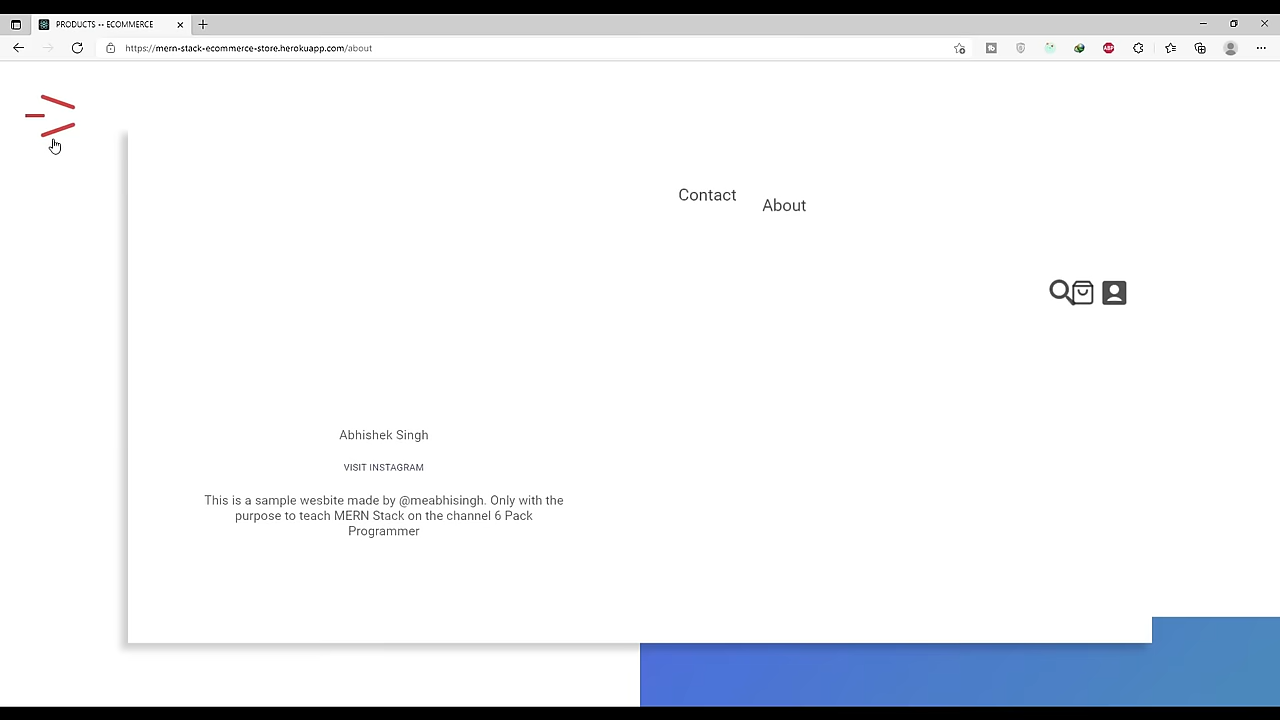 PRODUCTS -- ECOMMERCE
https://mern-stack-ecommerce-store.herokuapp.com/about
ABP
Contact
About
Abhishek Singh
VISIT INSTAGRAM
This is a sample wesbite made by @meabhisingh. Only with the
purpose to teach MERN Stack on the channel 6 Pack
Programmer